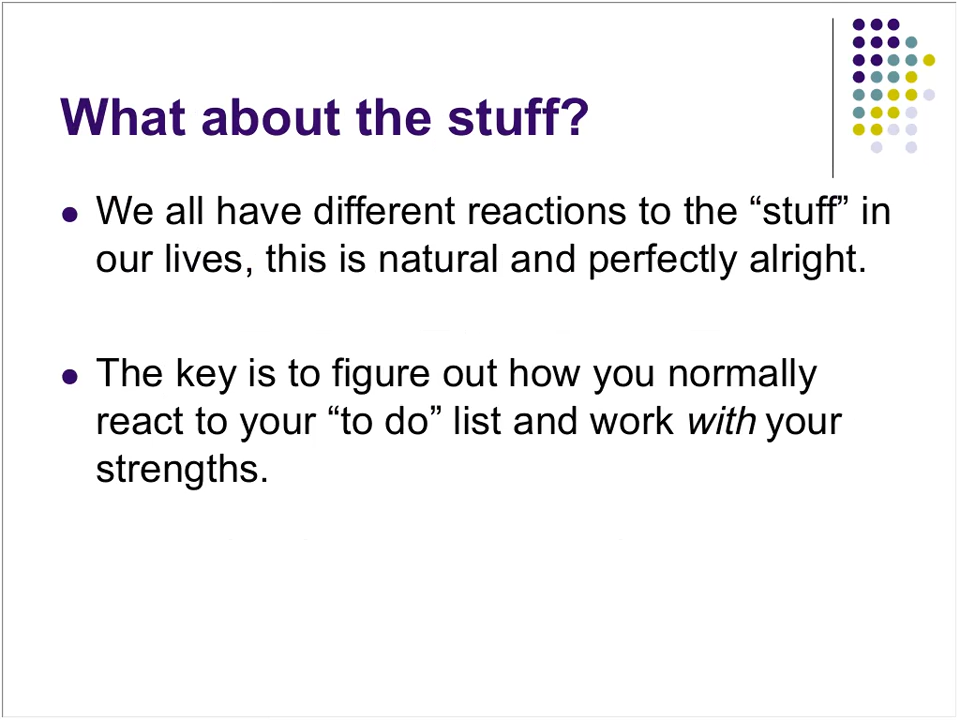 What about the stuff?
We all have different reactions to the “stuff” in
our lives, this is natural and perfectly alright.
The key is to figure out how you normally
react to your “to do” list and work with your
strengths.